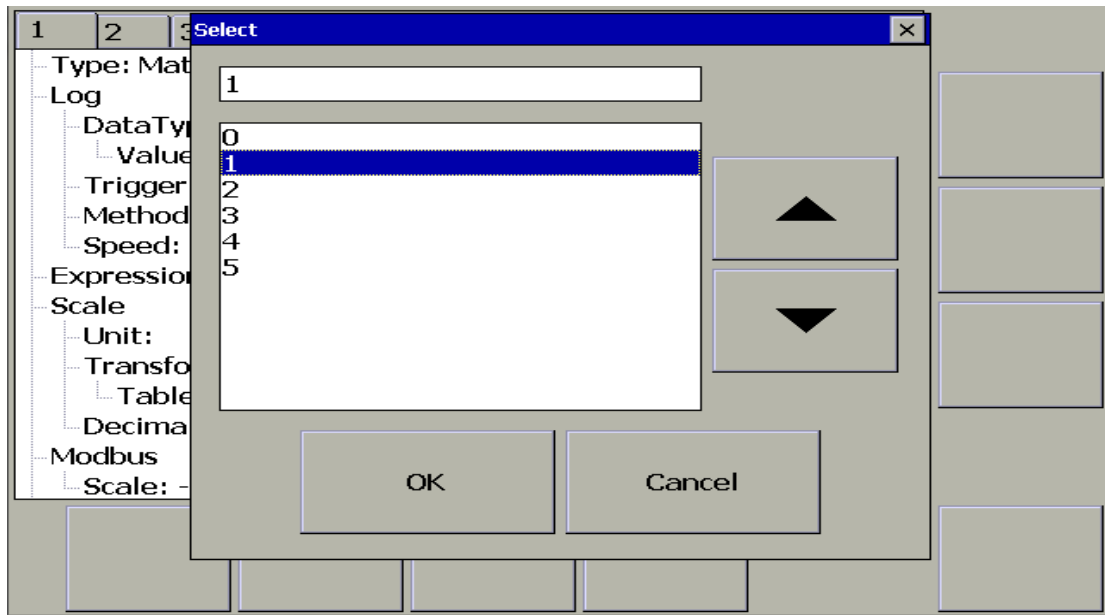 1 2 3
Select
Type: Mat
Log
DataTyp
Value
Trigger
Method
Speed:
Expression
Scale
Unit:
Transfo
Table
Decima
Modbus
Scale: -
1
0
1
2
3
4
5
OK
Cancel